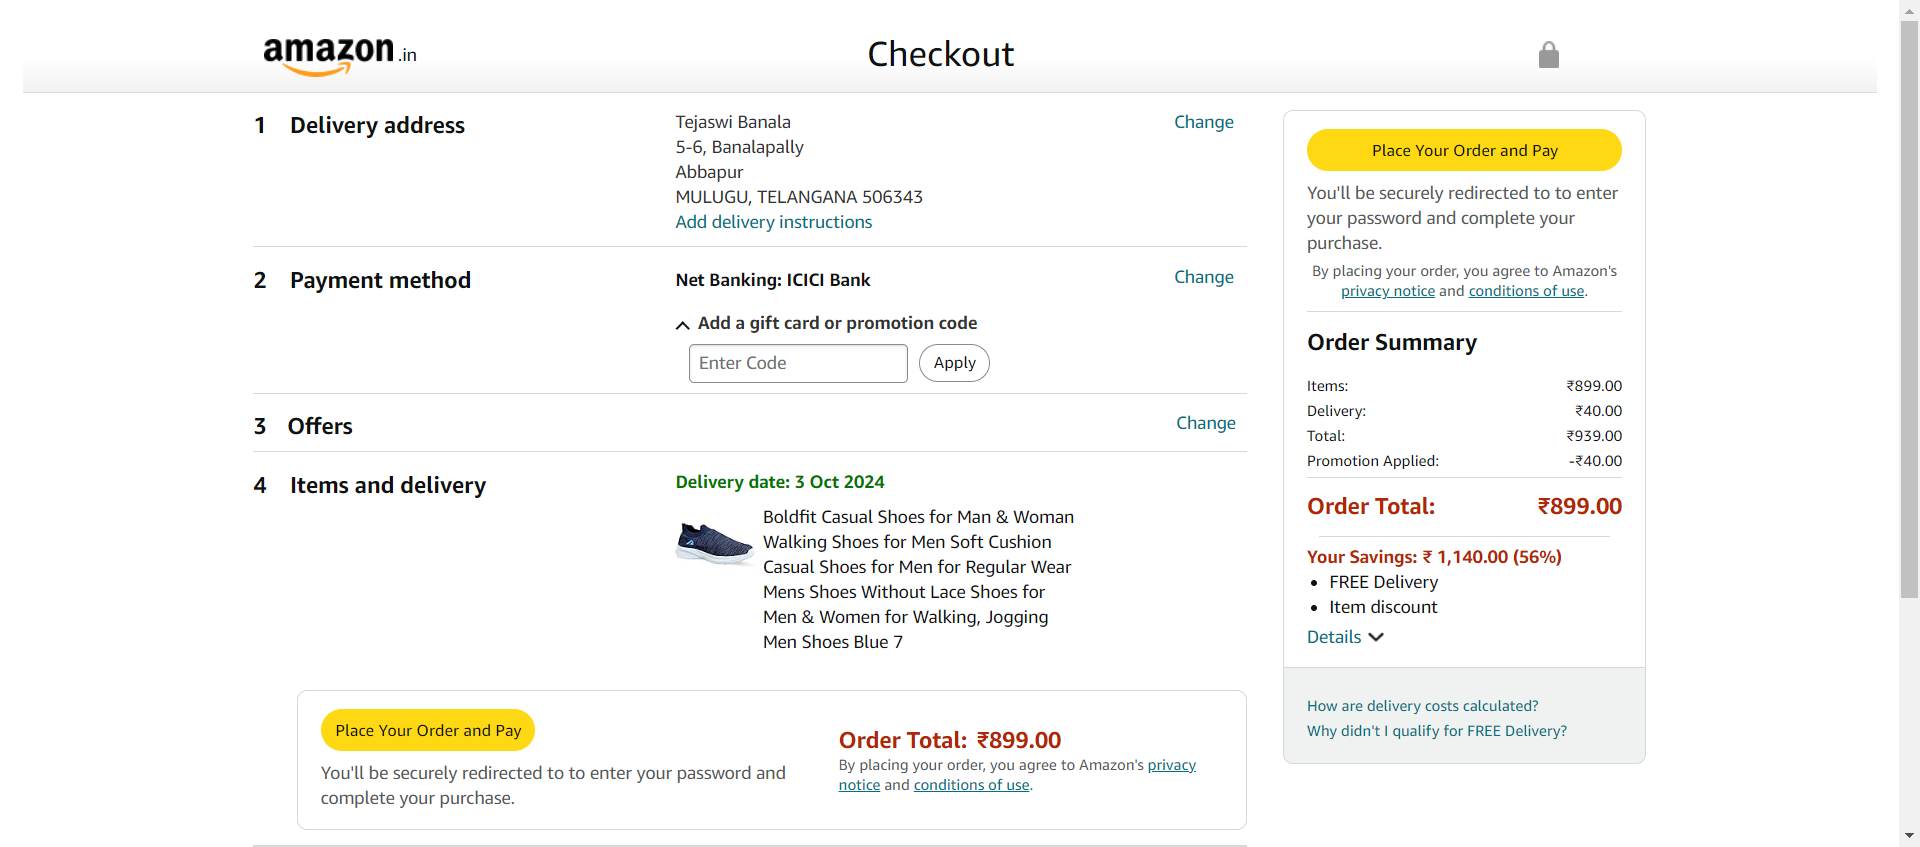 amazon.in
Checkout
1 Delivery address
Tejaswi Banala
5-6, Banalapally
Abbapur
MULUGU, TELANGANA 506343
Add delivery instructions
Change
2 Payment method
Net Banking: ICICI Bank
Change
Add a gift card or promotion code
Enter Code
Apply
3 Offers
Change
4 Items and delivery
Delivery date: 3 Oct 2024
Boldfit Casual Shoes for Man & Woman
Walking Shoes for Men Soft Cushion
Casual Shoes for Men for Regular Wear
Mens Shoes Without Lace Shoes for
Men & Women for Walking, Jogging
Men Shoes Blue 7
Place Your Order and Pay
You'll be securely redirected to to enter your password and
complete your purchase.
Order Total: ₹899.00
By placing your order, you agree to Amazon's privacy
notice and conditions of use.
Place Your Order and Pay
You'll be securely redirected to to enter
your password and complete your
purchase.
By placing your order, you agree to Amazon's
privacy notice and conditions of use.
Order Summary
Items: ₹899.00
Delivery: ₹40.00
Total: ₹939.00
Promotion Applied: -₹40.00
Order Total: ₹899.00
Your Savings: ₹ 1,140.00 (56%)
• FREE Delivery
• Item discount
Details
How are delivery costs calculated?
Why didn't I qualify for FREE Delivery?